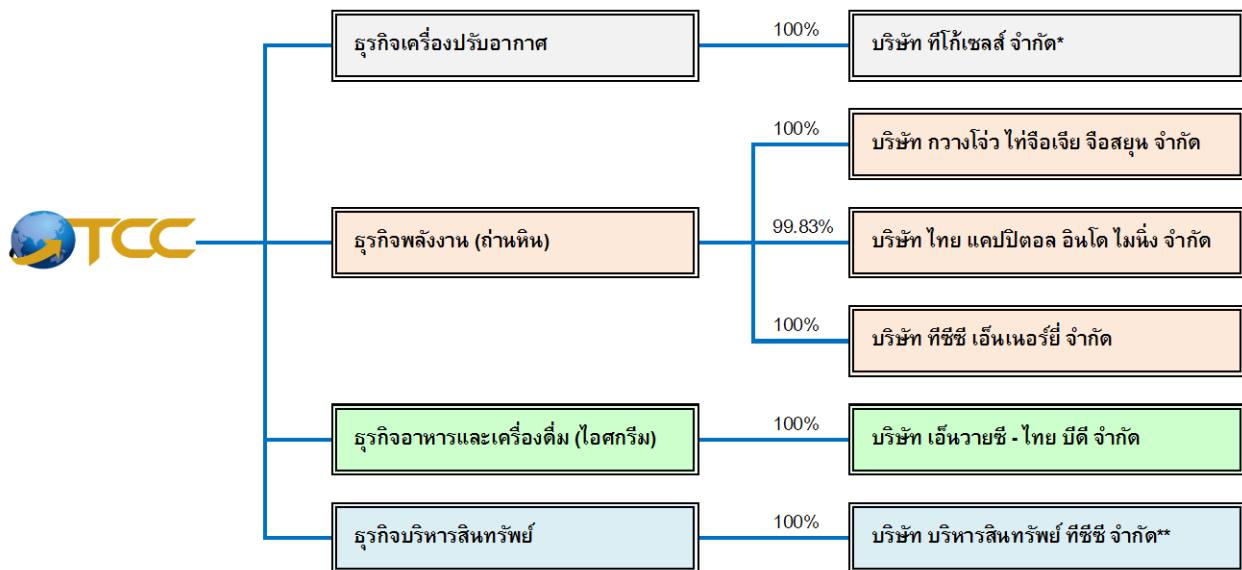 ธุรกิจเครื่องปรับอากาศ
100%
บริษัท ทีโก้เซลส์ จำกัด*
100%
บริษัท กวางโจ่ว ไท่จือเจีย จือสยุน จำกัด
TCC
ธุรกิจพลังงาน (ถ่านหิน)
99.83%
บริษัท ไทย แคปปิตอล อินโด ไมนิ่ง จำกัด
100%
บริษัท ทีซีซี เอ็นเนอร์ยี่ จำกัด
ธุรกิจอาหารและเครื่องดื่ม (ไอศกรีม)
100%
บริษัท เอ็นวายซี - ไทย บีดี จำกัด
ธุรกิจบริหารสินทรัพย์
100%
บริษัท บริหารสินทรัพย์ ทีซีซี จำกัด**